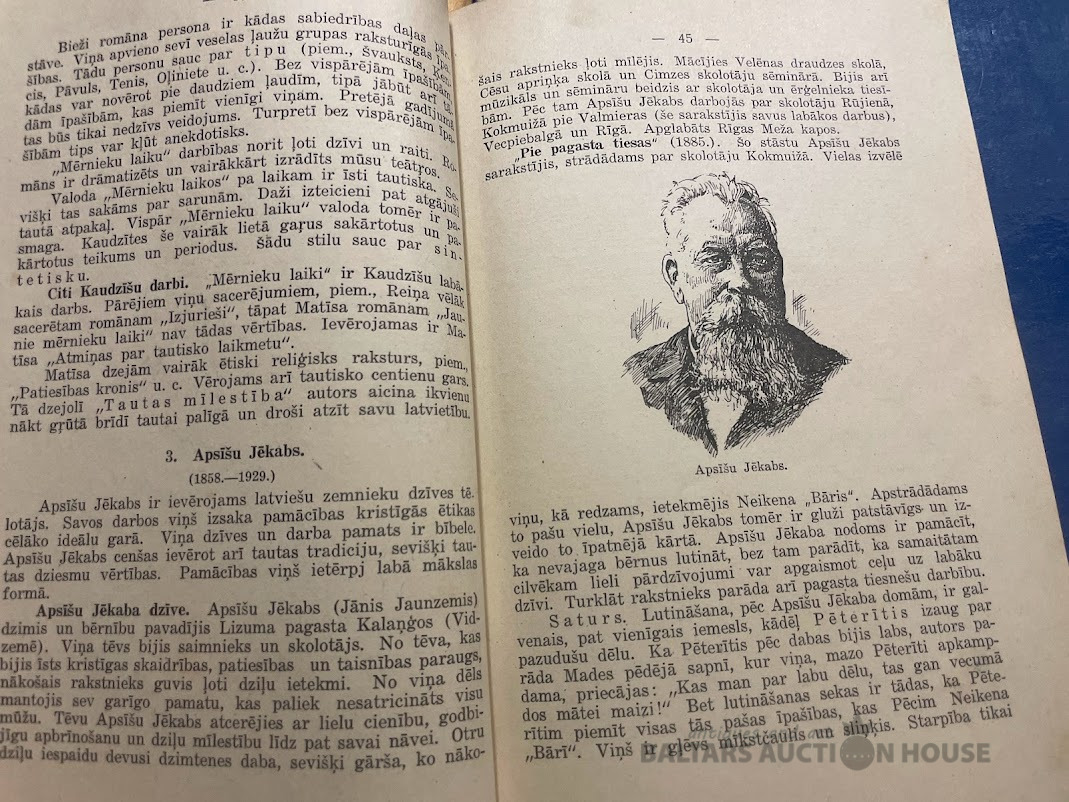 Bieži romāna persona ir kādas sabiedrības daļas pār-
stāve. Viņa apvieno sevī veselas ļaužu grupas raksturīgās īpa-
šības. Tādu personu sauc par tipu (piem., Švauksts, Ķen-
cis, Pāvuls, Tenis, Oļiniete u. c.). Bez vispārējām īpašībām,
kādas var novērot pie daudziem ļaudīm, tipā jābūt arī tā-
dām īpašībām, kas piemīt vienīgi viņam. Pretējā gadījumā
tas būs tikai nedzīvs veidojums. Turpretī bez vispārējām īpa-
šībām tips var kļūt anekdotisks.
„Mērnieku laiku" darbības norit ļoti dzīvi un raiti. Ro-
māns ir drāmatizēts un vairākkārt izrādīts mūsu teātros.
Valoda „Mērnieku laikos" pa laikam ir īsti tautiska. Se-
višķi tas sakāms par sarunām. Daži izteicieni pat atgājuši
tautā atpakaļ. Vispār „Mērnieku laiku" valoda tomēr ir pa-
smaga. Kaudzītes še vairāk lietā gaŗus sakārtotus un pa-
kārtotus teikums un periodus. Šādu stilu sauc par sin-
tetisku.
Citi Kaudzīšu darbi. „Mērnieku laiki" ir Kaudzīšu labā-
kais darbs. Pārējiem viņu sacerējumiem, piem., Reiņa vēlāk
sacerētam romānam „Izjurieši", tāpat Matīsa romānam „Jau-
nie mērnieku laiki" nav tādas vērtības. Ievērojamas ir Ma-
tīsa „Atmiņas par tautisko laikmetu".
Matīsa dzejām vairāk ētiski reliģisks raksturs, piem.,
„Patiesības kronis" u. c. Vērojams arī tautisko centienu gars.
Tā dzejolī „Tautas mīlestība" autors aicina ikvienu
nākt gŗūtā brīdī tautai palīgā un droši atzīt savu latvietību.
3. Apsīšu Jēkabs.
(1858.—1929.)
Apsīšu Jēkabs ir ievērojams latviešu zemnieku dzīves tē-
lotājs. Savos darbos viņš izsaka pamācības kristīgās ētikas
cēlāko ideālu garā. Viņa dzīves un darba pamats ir bībele.
Apsīšu Jēkabs cenšas ievērot arī tautas tradiciju, sevišķi tau-
tas dziesmu vērtības. Pamācības viņš ietērpj labā mākslas
formā.
Apsīšu Jēkaba dzīve. Apsīšu Jēkabs (Jānis Jaunzemis)
dzimis un bērnību pavadījis Lizuma pagasta Kalaņģos (Vid-
zemē). Viņa tēvs bijis saimnieks un skolotājs. No tēva, kas
bijis īsts kristīgas skaidrības, patiesības un taisnības paraugs,
nākošais rakstnieks guvis ļoti dziļu ietekmi. No viņa dēls
mantojis sev garīgo pamatu, kas paliek nesatricināts visu
mūžu. Tēvu Apsīšu Jēkabs atcerējies ar lielu cienību, godbi-
jīgu apbrīnošanu un dziļu mīlestību līdz pat savai nāvei. Otru
dziļu iespaidu devusi dzimtenes daba, sevišķi gārša, ko nāko-
— 45 —
šais rakstnieks ļoti mīlējis. Mācījies Velēnas draudzes skolā,
Cēsu apriņķa skolā un Cimzes skolotāju sēminārā. Bijis arī
mūzikāls un sēmināru beidzis ar skolotāja un ērģelnieka tiesī-
bām. Pēc tam Apsīšu Jēkabs darbojās par skolotāju Rūjienā,
Kokmuižā pie Valmieras (še sarakstījis savus labākos darbus),
Vecpiebalgā un Rīgā. Apglabāts Rīgas Meža kapos.
„Pie pagasta tiesas" (1885.). Šo stāstu Apsīšu Jēkabs
sarakstījis, strādādams par skolotāju Kokmuižā. Vielas izvēlē
Apsīšu Jēkabs.
viņu, kā redzams, ietekmējis Neikena „Bāris". Apstrādādams
to pašu vielu, Apsīšu Jēkabs tomēr ir gluži patstāvīgs un iz-
veido to īpatnējā kārtā. Apsīšu Jēkaba nodoms ir pamācīt,
ka nevajaga bērnus lutināt, bez tam parādīt, ka samaitātam
cilvēkam lieli pārdzīvojumi var apgaismot ceļu uz labāku
dzīvi. Turklāt rakstnieks parāda arī pagasta tiesnešu darbību.
Saturs. Lutināšana, pēc Apsīšu Jēkaba domām, ir gal-
venais, pat vienīgais iemesls, kādēļ Pēterītis izaug par
pazudušu dēlu. Ka Pēterītis pēc dabas bijis labs, autors pa-
rāda Mades pēdējā sapnī, kur viņa, mazo Pēterīti apkamp-
dama, priecājas: „Kas man par labu dēlu, tas gan vecumā
dos mātei maizi!" Bet lutināšanas sekas ir tādas, ka Pēte-
rītim piemīt visas tās pašas īpašības, kas Pēcim Neikena
„Bārī". Viņš ir gļēvs mīkstčaulis un sliņķis. Starpība tikai
BALTARS AUCTION HOUSE